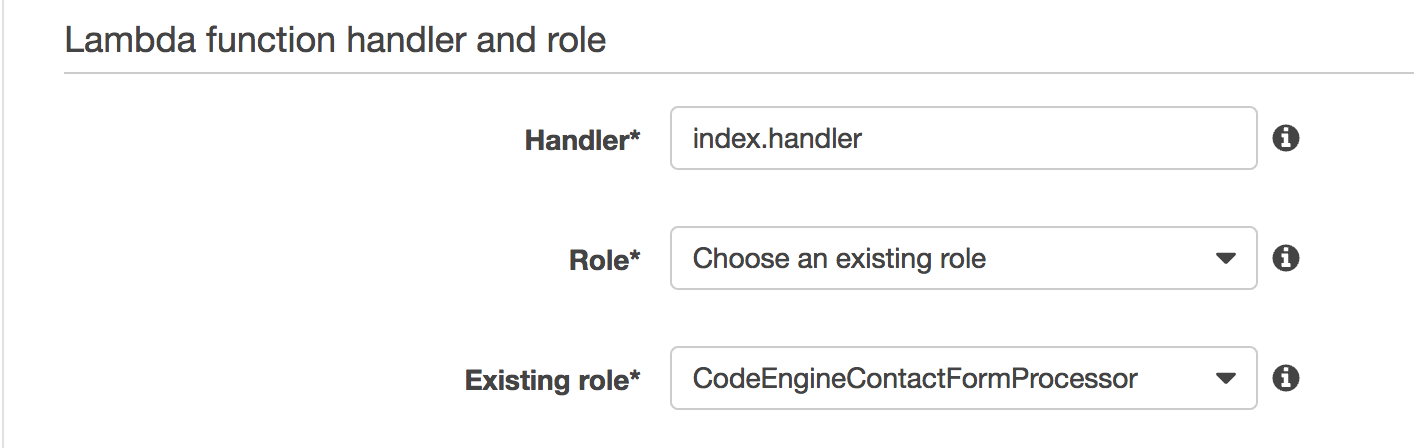 Lambda function handler and role
Handler* index.handler
Role* Choose an existing role
Existing role* CodeEngineContactFormProcessor